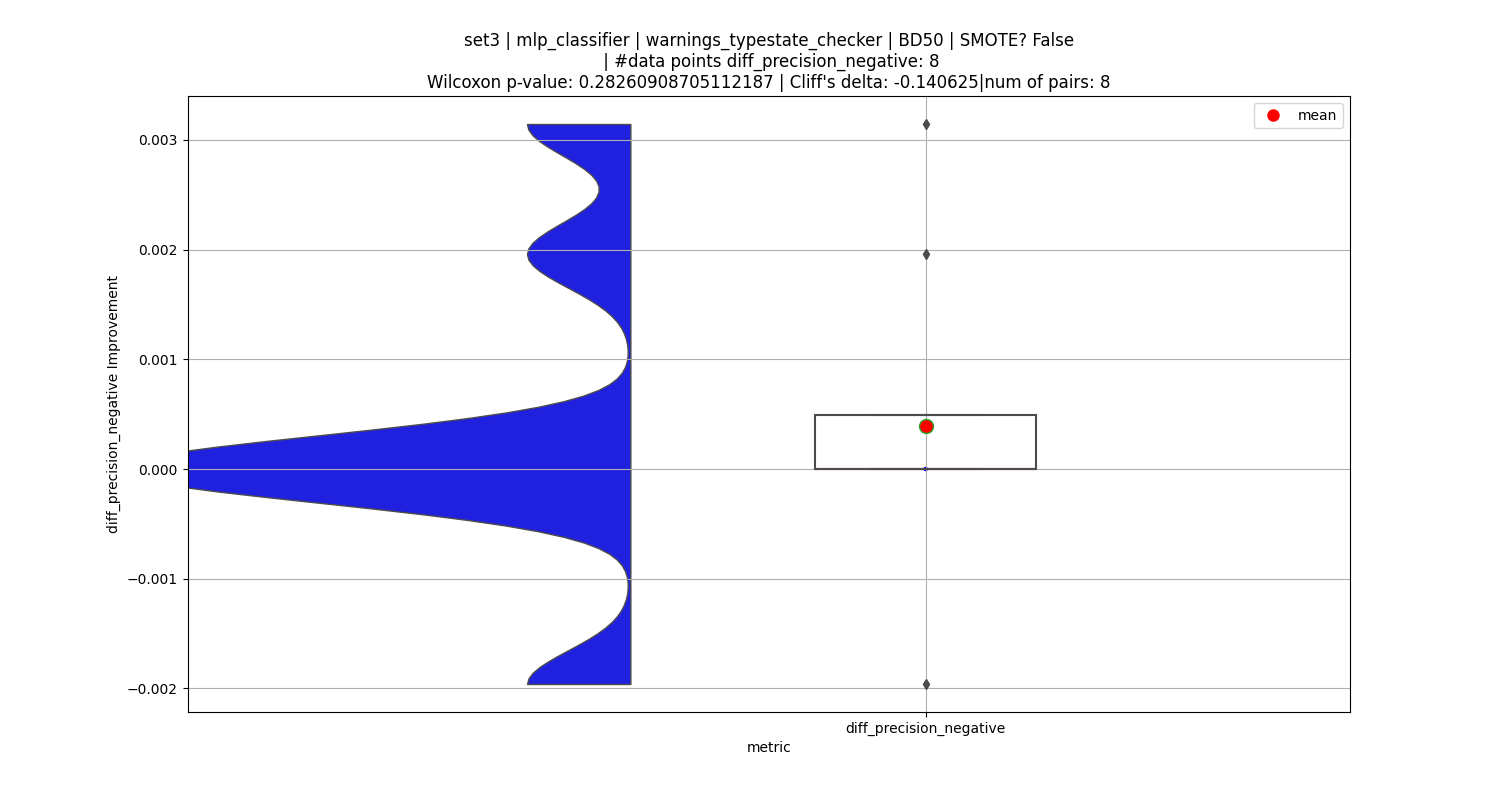 set3 | mlp_classifier | warnings_typestate_checker | BD50 | SMOTE? False
| #data points diff_precision_negative: 8
Wilcoxon p-value: 0.28260908705112187 | Cliff's delta: -0.140625|num of pairs: 8
mean
0.003
0.002
0.001
0.000
−0.001
−0.002
diff_precision_negative Improvement
diff_precision_negative
metric